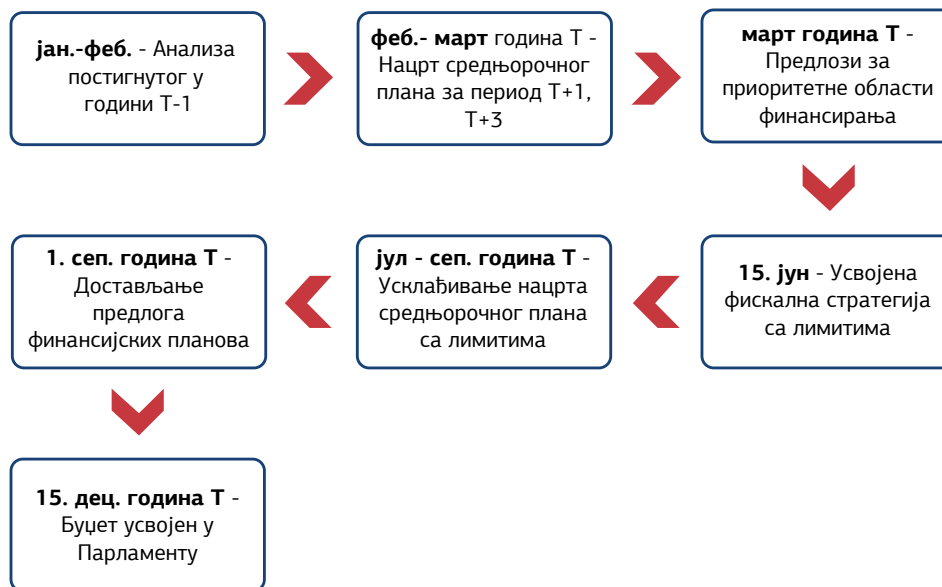 јан.-феб. - Анализа
постигнутог у
години Т-1
феб.- март година Т -
Нацрт средњорочног
плана за период Т+1,
Т+3
март година Т -
Предлози за
приоритетне области
финансирања
15. јун - Усвојена
фискална стратегија
са лимитима
јул - сеп. година Т -
Усклађивање нацрта
средњорочног плана
са лимитима
1. сеп. година Т -
Достављање
предлога
финансијских планова
15. дец. година Т -
Буџет усвојен у
Парламенту